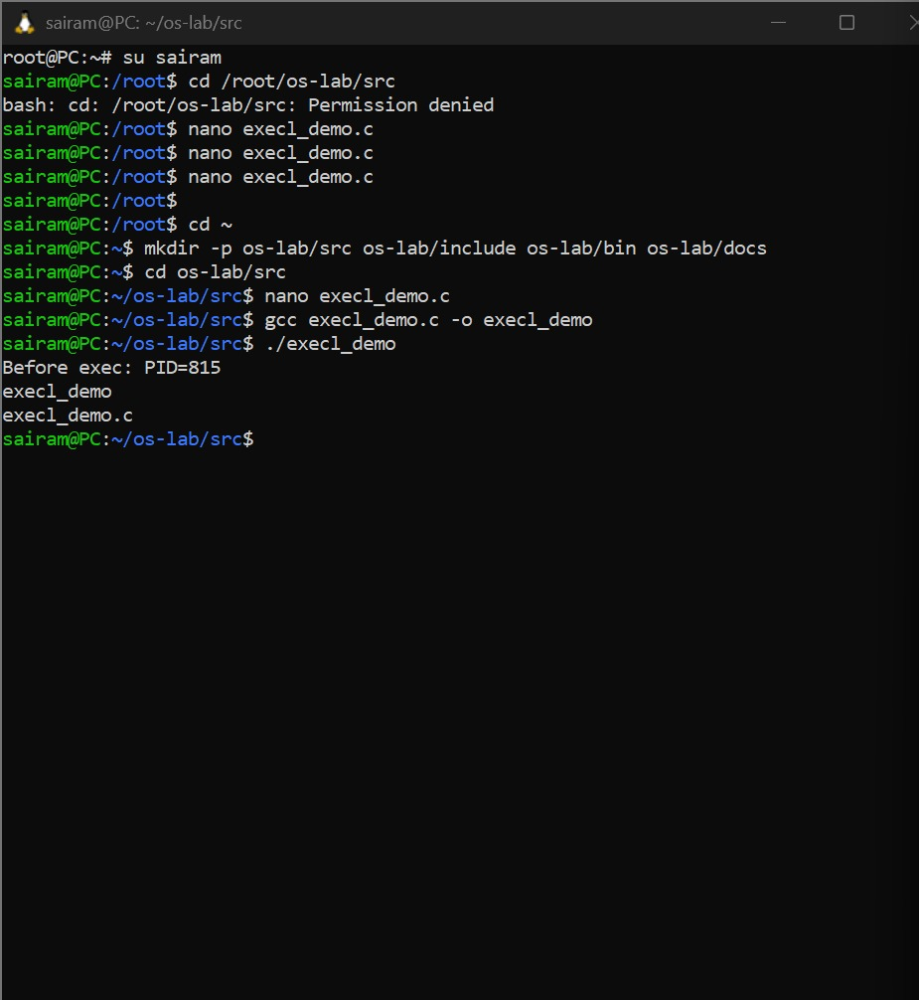 sairam@PC: ~/os-lab/src
root@PC:~# su sairam
sairam@PC:/root$ cd /root/os-lab/src
bash: cd: /root/os-lab/src: Permission denied
sairam@PC:/root$ nano execl_demo.c
sairam@PC:/root$ nano execl_demo.c
sairam@PC:/root$ nano execl_demo.c
sairam@PC:/root$
sairam@PC:/root$ cd ~
sairam@PC:~$ mkdir -p os-lab/src os-lab/include os-lab/bin os-lab/docs
sairam@PC:~$ cd os-lab/src
sairam@PC:~/os-lab/src$ nano execl_demo.c
sairam@PC:~/os-lab/src$ gcc execl_demo.c -o execl_demo
sairam@PC:~/os-lab/src$ ./execl_demo
Before exec: PID=815
execl_demo
execl_demo.c
sairam@PC:~/os-lab/src$